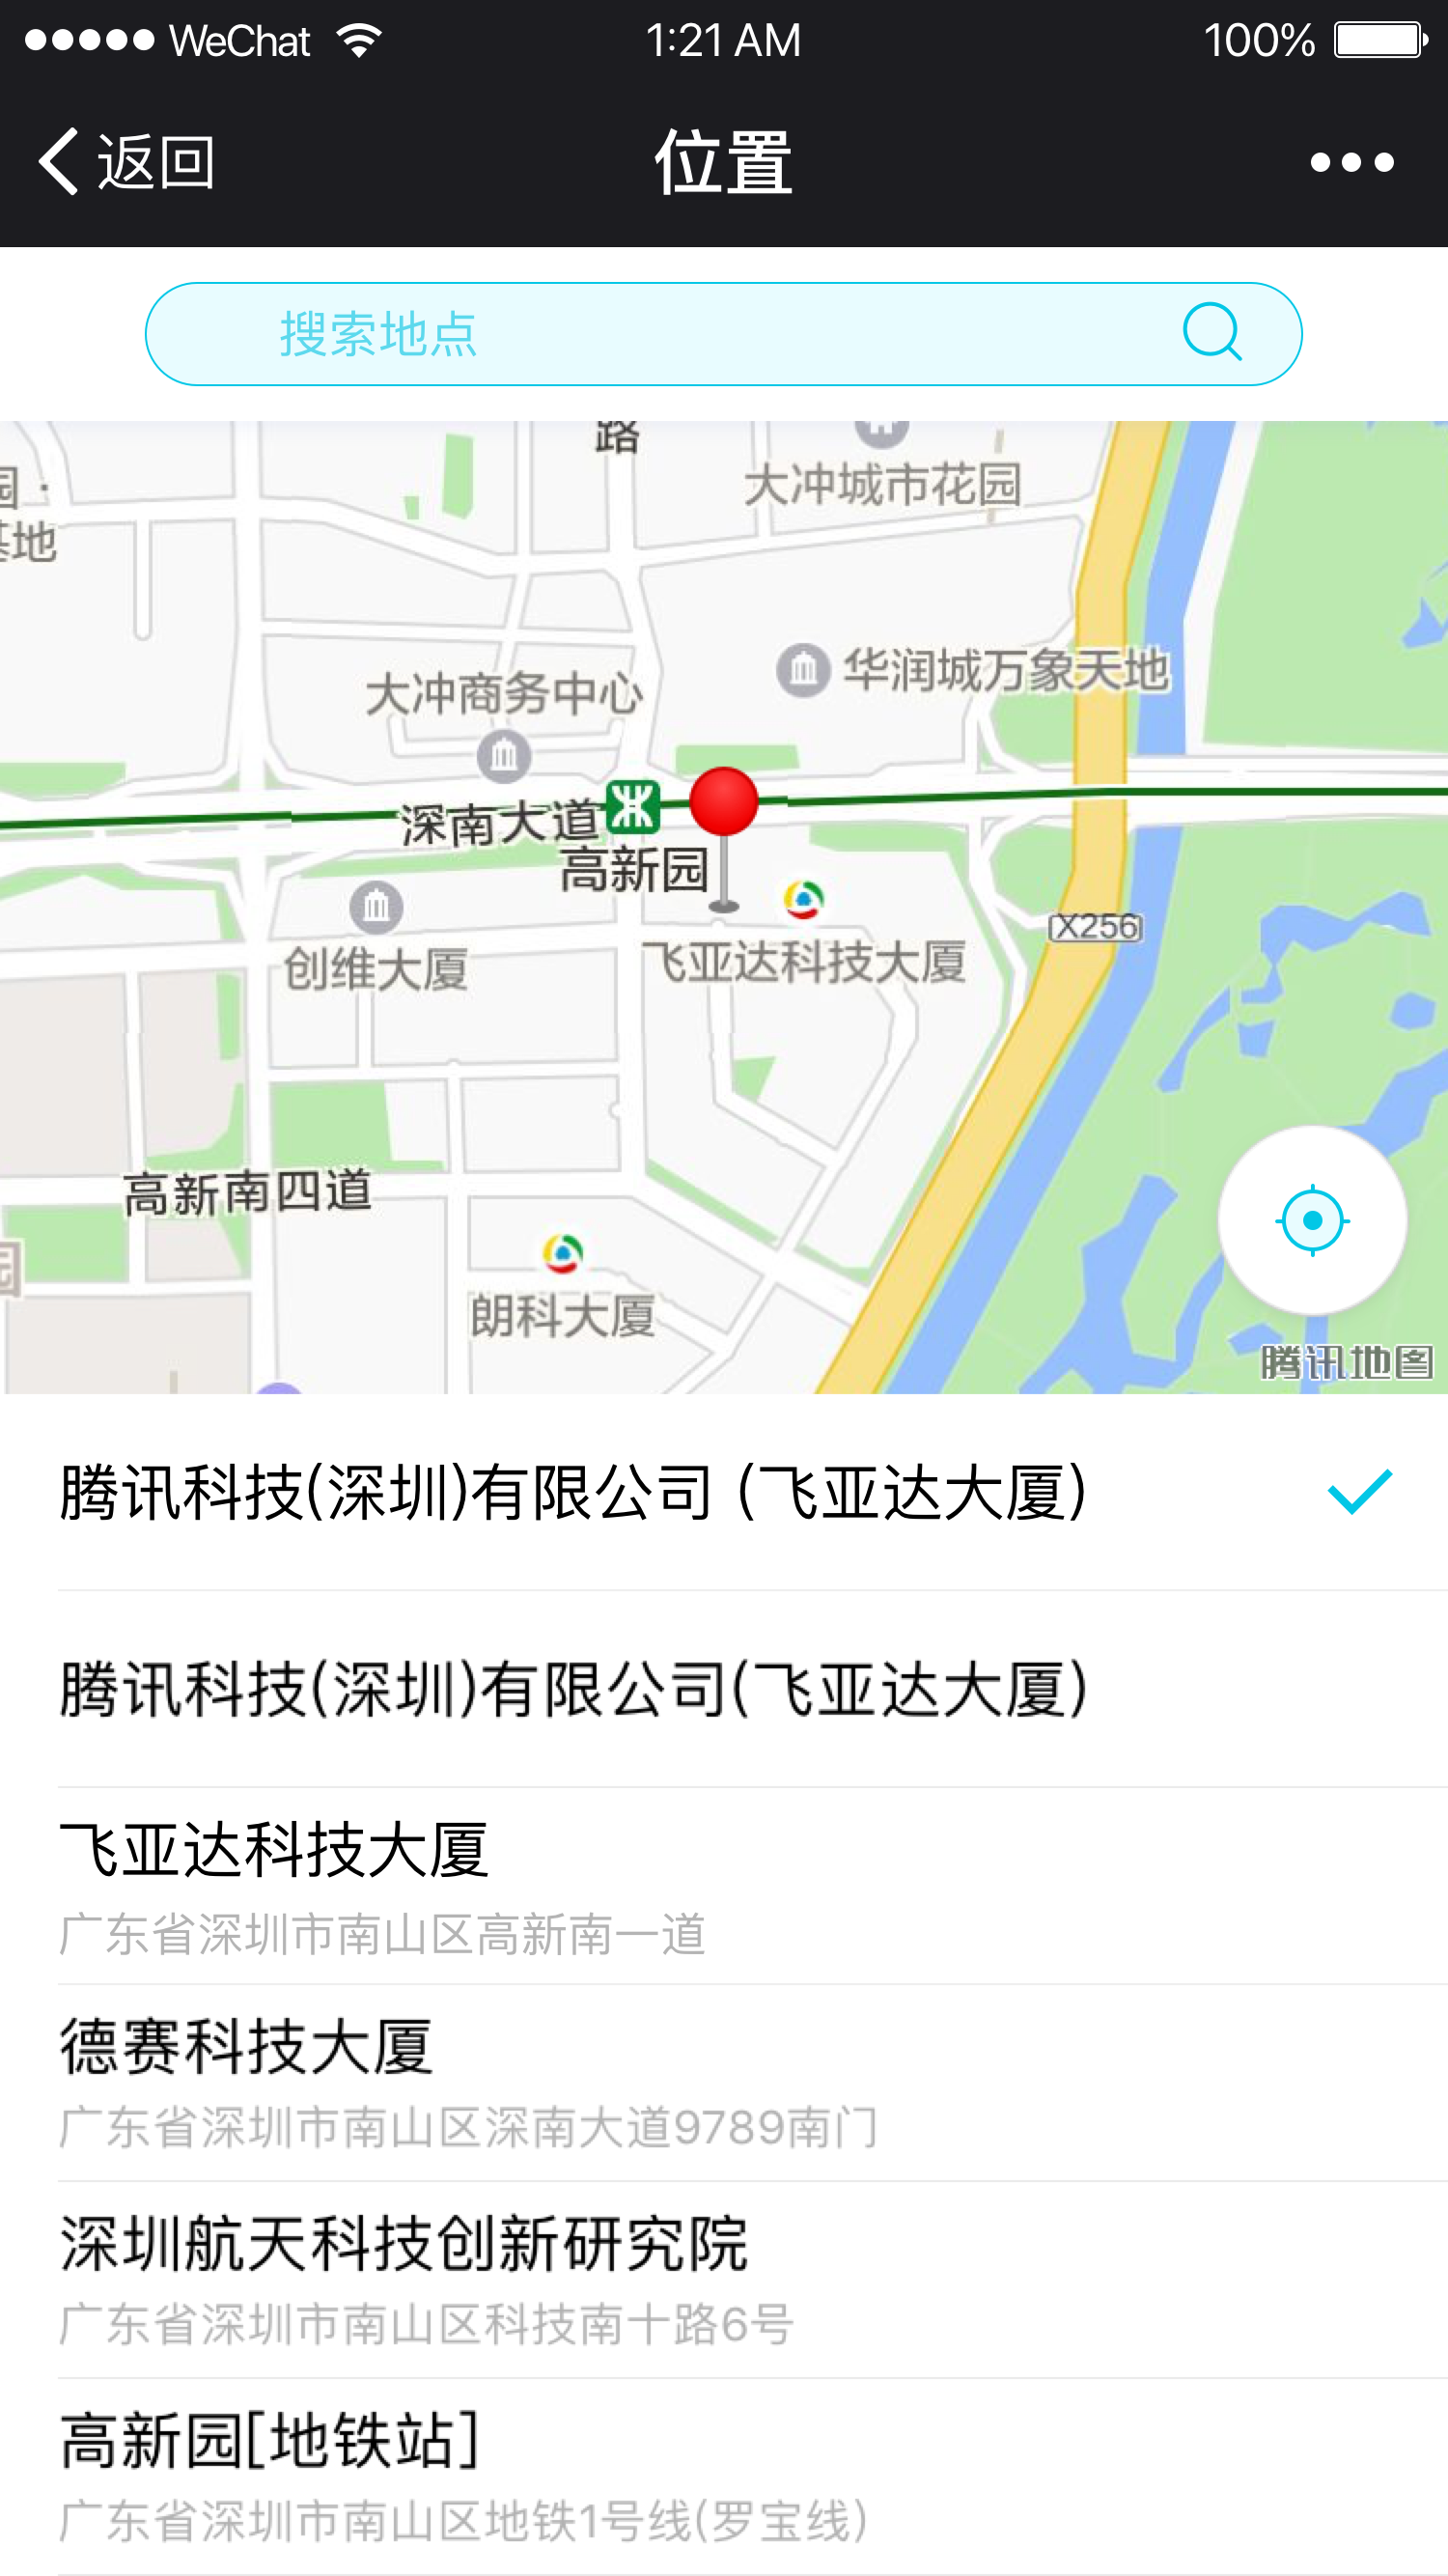 WeChat
1:21 AM
100%
返回
位置
搜索地点
路
大冲城市花园
园·
基地
华润城万象天地
大冲商务中心
深南大道
高新园
创维大厦
飞亚达科技大厦
X256
高新南四道
园
朗科大厦
腾讯地图
腾讯科技(深圳)有限公司 (飞亚达大厦)
腾讯科技(深圳)有限公司(飞亚达大厦)
飞亚达科技大厦
广东省深圳市南山区高新南一道
德赛科技大厦
广东省深圳市南山区深南大道9789南门
深圳航天科技创新研究院
广东省深圳市南山区科技南十路6号
高新园[地铁站]
广东省深圳市南山区地铁1号线(罗宝线)